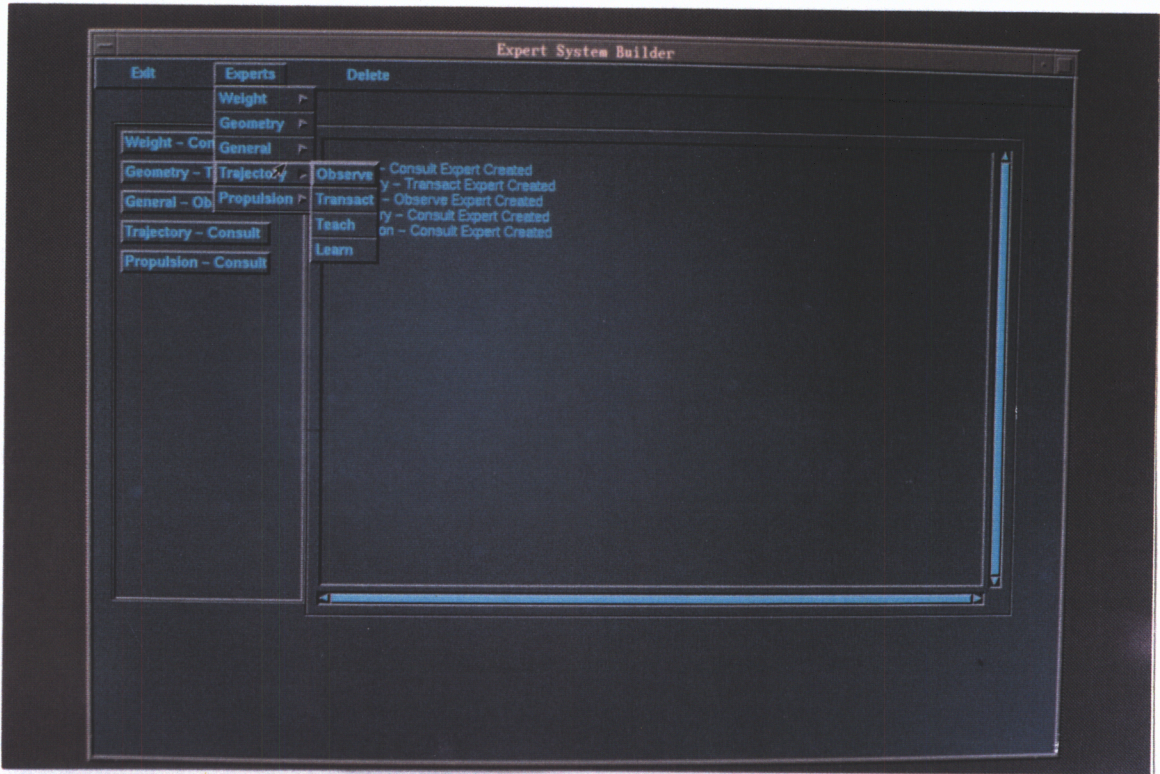 Expert System Builder
Exit Experts Delete
Weight
Geometry
General
Trajectory
Propulsion
Observe
Transact
Teach
Learn
Weight – Con
Geometry – T
General – Ob
Trajectory – Consult
Propulsion – Consult
– Consult Expert Created
y – Transact Expert Created
– Observe Expert Created
ry – Consult Expert Created
on – Consult Expert Created